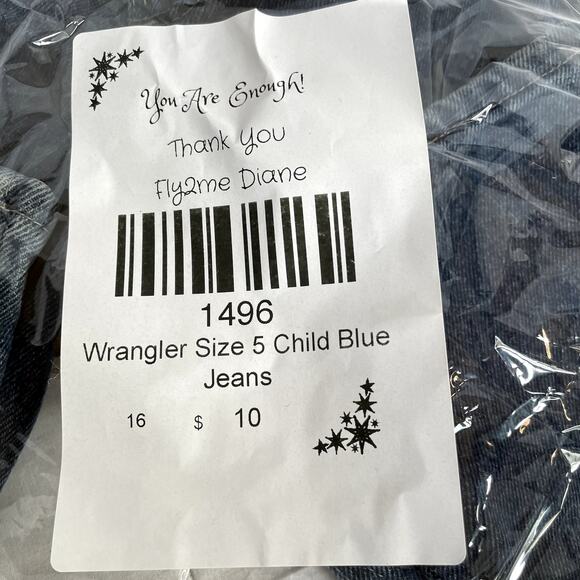 You Are Enough!
Thank You
Fly2me Diane
1496
Wrangler Size 5 Child Blue
Jeans
16 $ 10